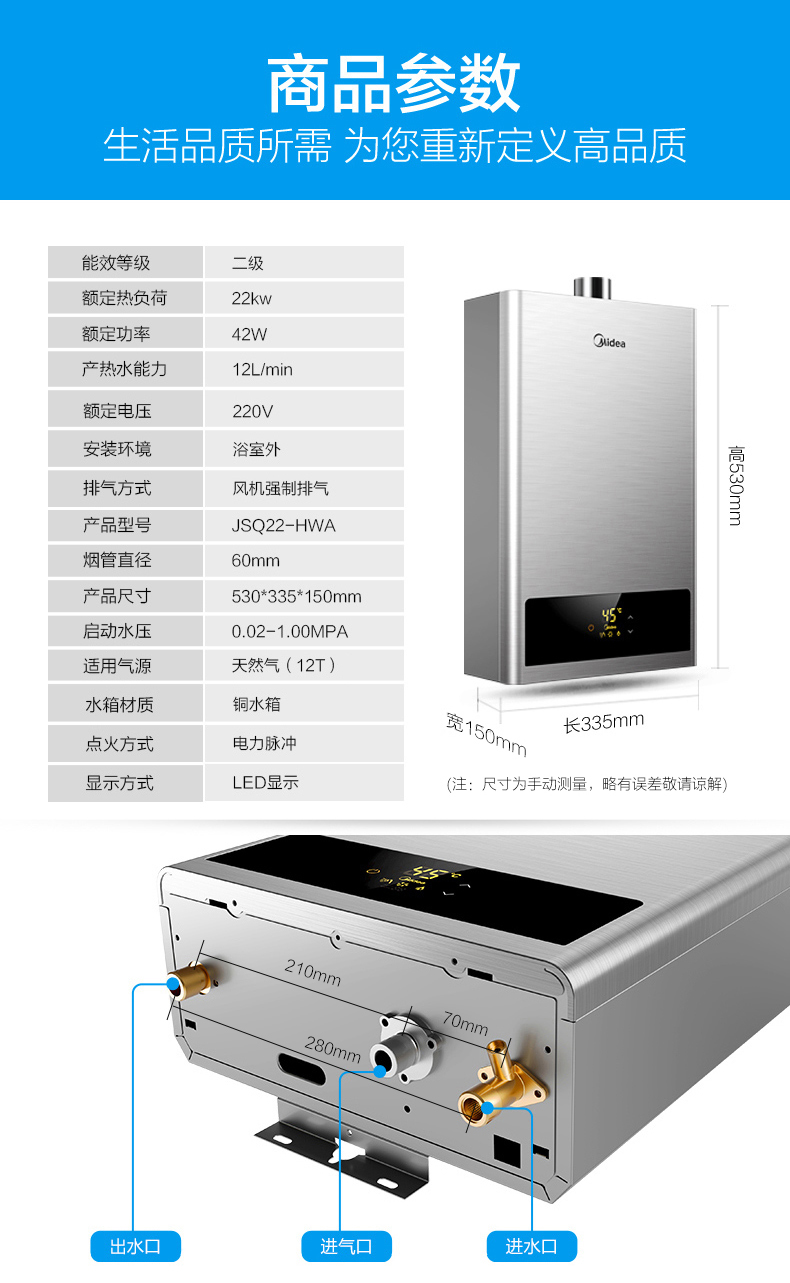 商品参数
生活品质所需 为您重新定义高品质
能效等级 二级
额定热负荷 22kw
额定功率 42W
产热水能力 12L/min
额定电压 220V
安装环境 浴室外
排气方式 风机强制排气
产品型号 JSQ22-HWA
烟管直径 60mm
产品尺寸 530*335*150mm
启动水压 0.02-1.00MPA
适用气源 天然气（12T）
水箱材质 铜水箱
点火方式 电力脉冲
显示方式 LED显示
Midea
高530mm
45℃
Midea
宽150mm
长335mm
(注：尺寸为手动测量，略有误差敬请谅解)
45℃
Midea
210mm
70mm
280mm
出水口
进气口
进水口